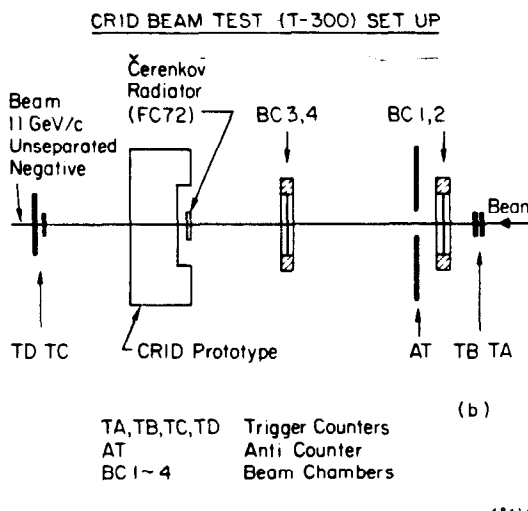 CRID BEAM TEST (T-300) SET UP
Čerenkov
Radiator
(FC72)
Beam
11 GeV/c
Unseparated
Negative
BC 3,4
BC 1,2
Beam
TD TC
CRID Prototype
AT
TB TA
(b)
TA,TB,TC,TD Trigger Counters
AT Anti Counter
BC 1~4 Beam Chambers